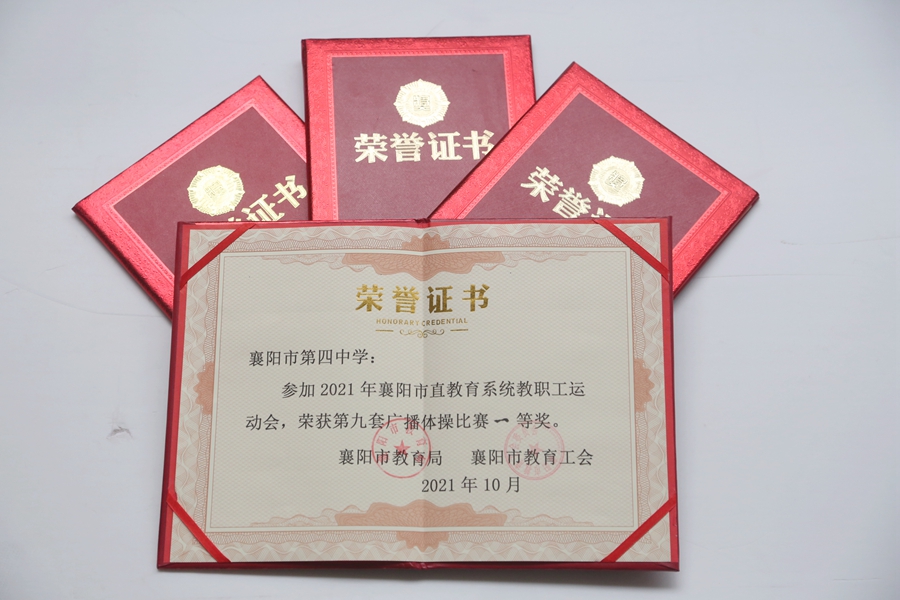 荣誉证书
荣誉证书
荣誉证书
荣誉证书
HONORARY CREDENTIAL
襄阳市第四中学：
参加 2021 年襄阳市直教育系统教职工运
动会，荣获第九套广播体操比赛 一 等奖。
襄阳市教育局 襄阳市教育工会
2021 年 10 月